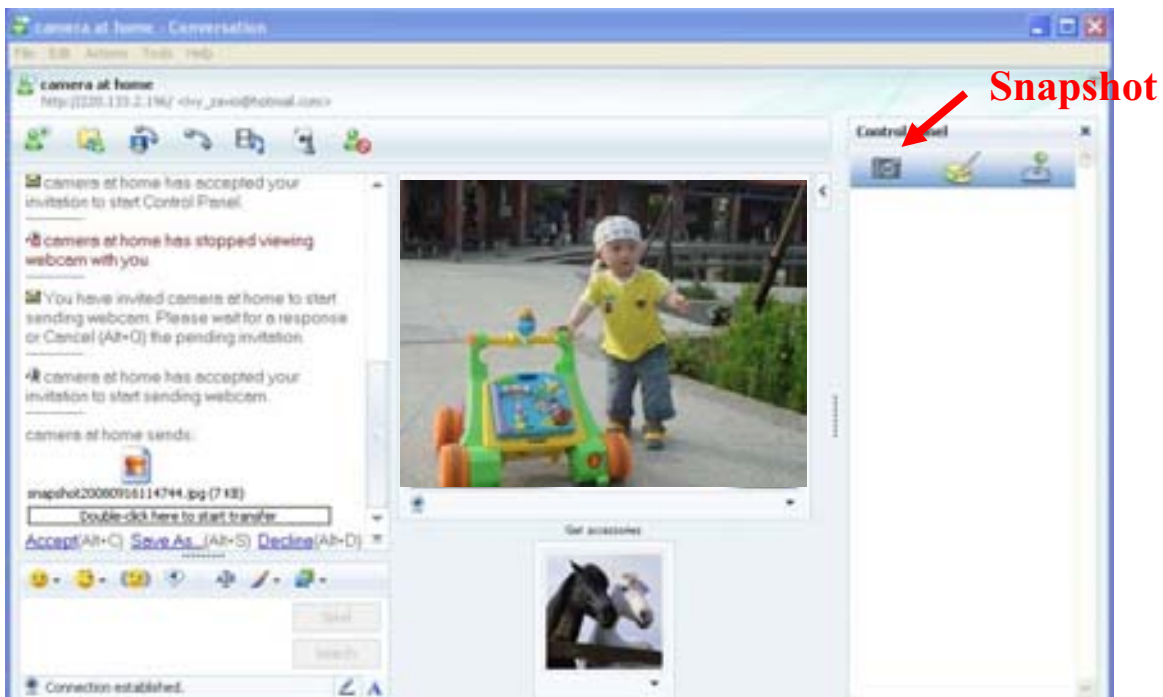 camera at home - Conversation
File Edit Actions Tools Help
camera at home
Snapshot
Control Panel
camera at home has accepted your
invitation to start Control Panel.
camera at home has stopped viewing
webcam with you
You have invited camera at home to start
sending webcam. Please wait for a response
or Cancel (Alt+Q) the pending invitation.
camera at home has accepted your
invitation to start sending webcam.
camera at home sends:
snapshot20080916114744.jpg (7 KB)
Double-click here to start transfer
Accept(Alt+C) Save As...(Alt+S) Decline(Alt+D)
Get accessories
Send
Search
Connection established.
A